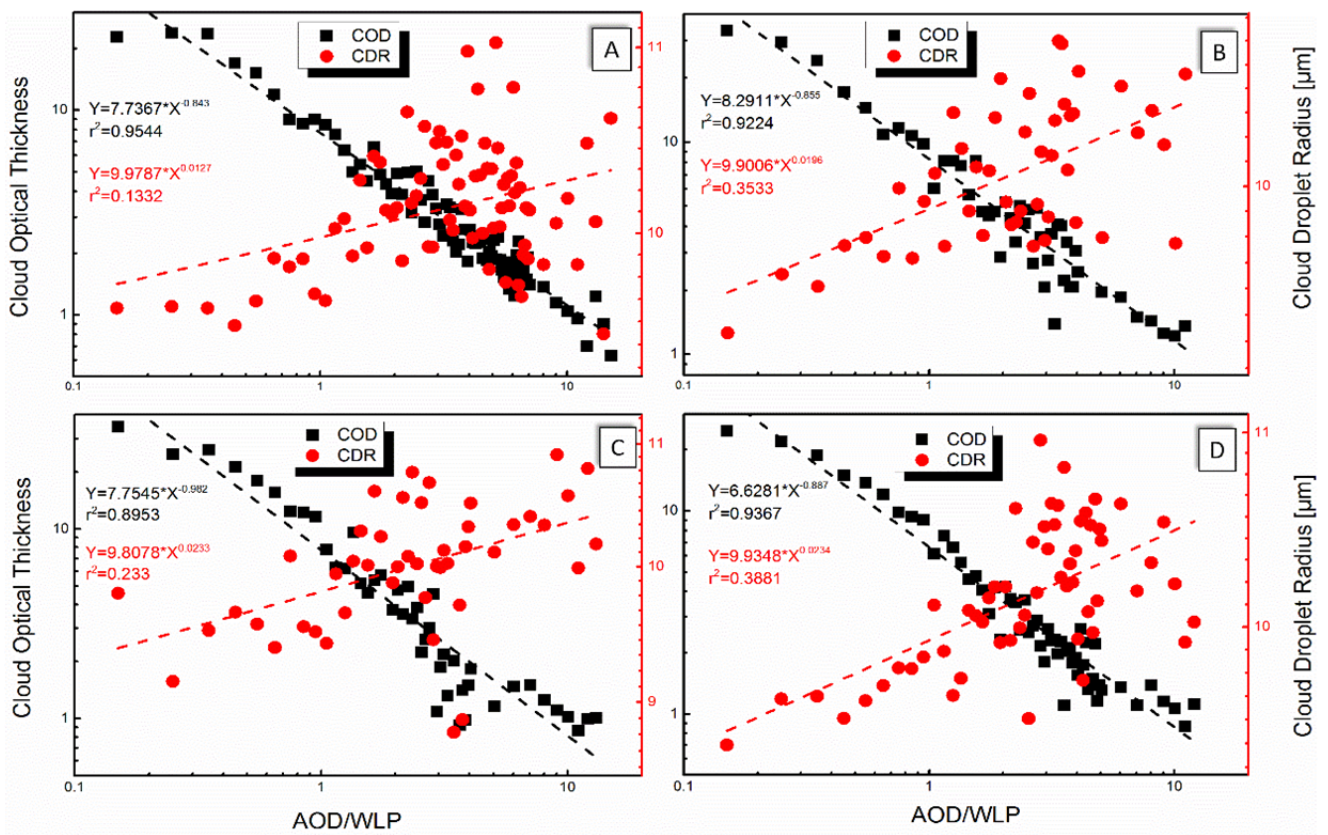 COD
CDR
A
Y=7.7367*X^-0.843
r²=0.9544
Y=9.9787*X^0.0127
r²=0.1332
10
1
0.1
1
10
11
10
Cloud Optical Thickness
COD
CDR
B
Y=8.2911*X^-0.855
r²=0.9224
Y=9.9006*X^0.0196
r²=0.3533
10
1
0.1
1
10
10
Cloud Droplet Radius [µm]
COD
CDR
C
Y=7.7545*X^-0.982
r²=0.8953
Y=9.8078*X^0.0233
r²=0.233
10
1
0.1
1
10
11
10
9
Cloud Optical Thickness
AOD/WLP
COD
CDR
D
Y=6.6281*X^-0.887
r²=0.9367
Y=9.9348*X^0.0234
r²=0.3881
10
1
0.1
1
10
11
10
Cloud Droplet Radius [µm]
AOD/WLP